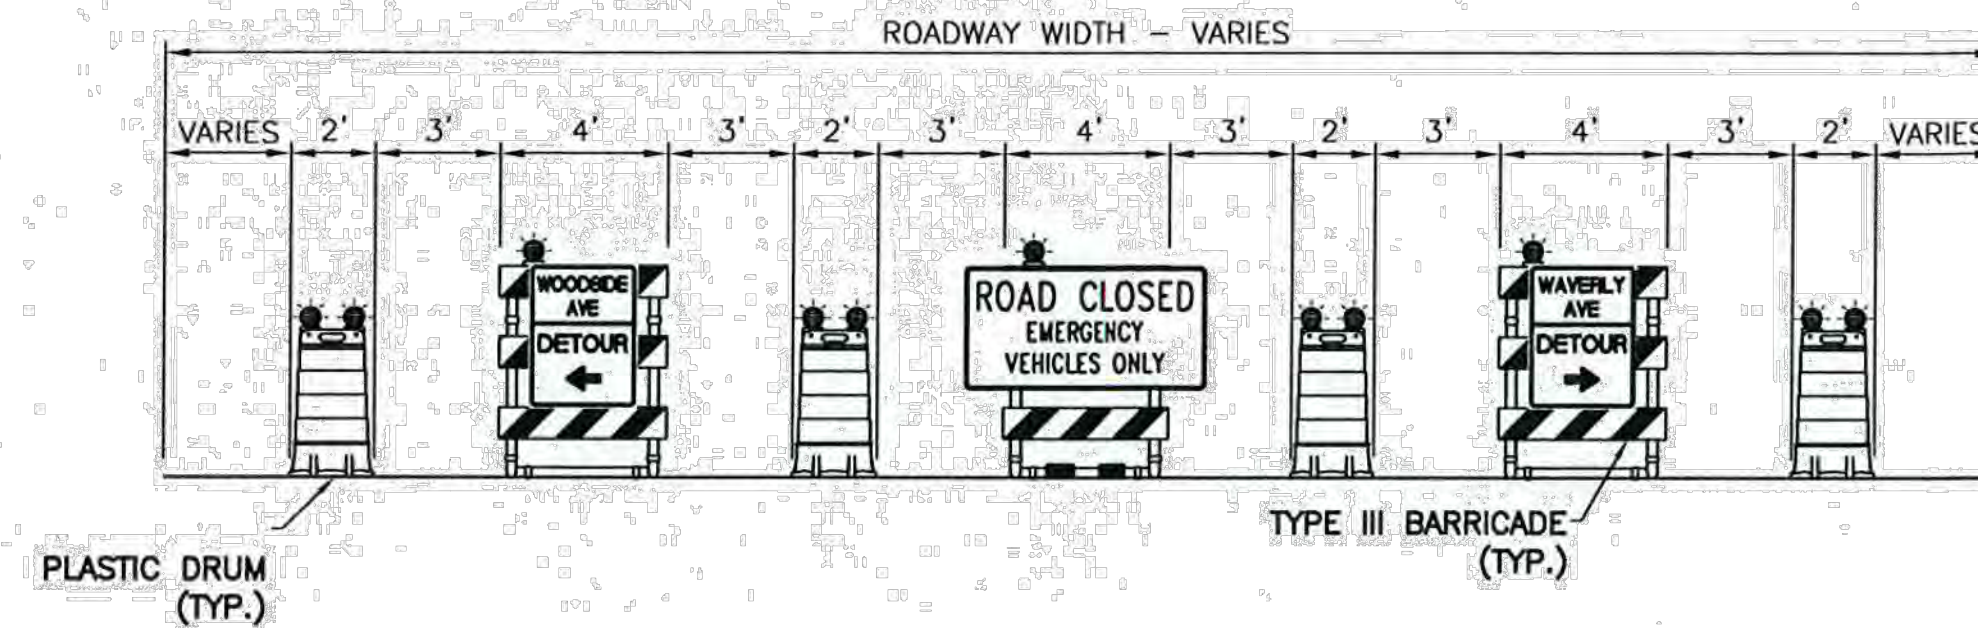 ROADWAY WIDTH - VARIES
VARIES 2' 3' 4' 3' 2' 3' 4' 3' 2' 3' 4' 3' 2' VARIES
WOODSIDE
AVE
DETOUR
ROAD CLOSED
EMERGENCY
VEHICLES ONLY
WAVERLY
AVE
DETOUR
TYPE III BARRICADE
(TYP.)
PLASTIC DRUM
(TYP.)